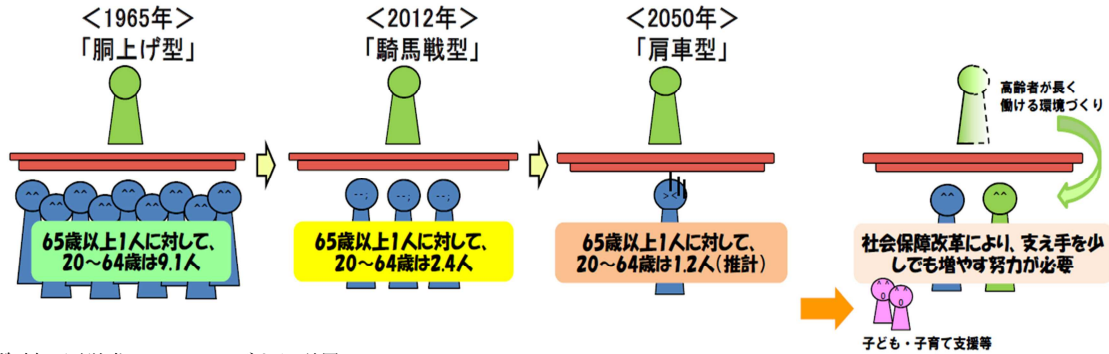 ＜1965年＞
「胴上げ型」
65歳以上1人に対して、
20～64歳は9.1人
＜2012年＞
「騎馬戦型」
65歳以上1人に対して、
20～64歳は2.4人
＜2050年＞
「肩車型」
65歳以上1人に対して、
20～64歳は1.2人(推計)
高齢者が長く
働ける環境づくり
社会保障改革により、支え手を少
しでも増やす努力が必要
子ども・子育て支援等